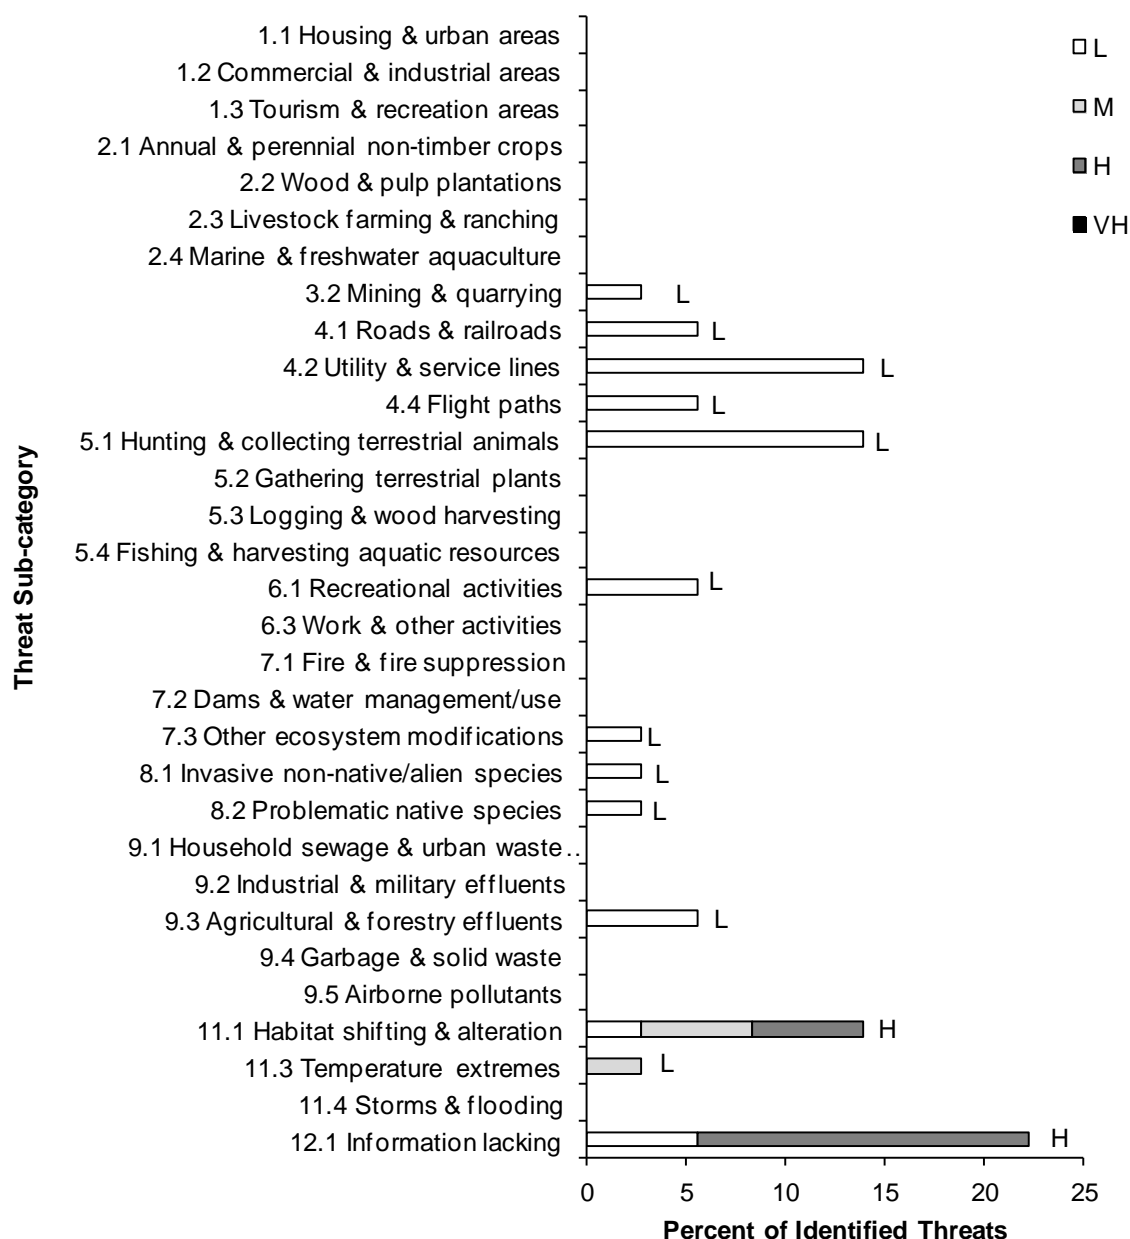 1.1 Housing & urban areas
1.2 Commercial & industrial areas
1.3 Tourism & recreation areas
2.1 Annual & perennial non-timber crops
2.2 Wood & pulp plantations
2.3 Livestock farming & ranching
2.4 Marine & freshwater aquaculture
3.2 Mining & quarrying L
4.1 Roads & railroads L
4.2 Utility & service lines L
4.4 Flight paths L
5.1 Hunting & collecting terrestrial animals L
5.2 Gathering terrestrial plants
5.3 Logging & wood harvesting
5.4 Fishing & harvesting aquatic resources
6.1 Recreational activities L
6.3 Work & other activities
7.1 Fire & fire suppression
7.2 Dams & water management/use
7.3 Other ecosystem modifications L
8.1 Invasive non-native/alien species L
8.2 Problematic native species L
9.1 Household sewage & urban waste..
9.2 Industrial & military effluents
9.3 Agricultural & forestry effluents L
9.4 Garbage & solid waste
9.5 Airborne pollutants
11.1 Habitat shifting & alteration H
11.3 Temperature extremes L
11.4 Storms & flooding
12.1 Information lacking H
0 5 10 15 20 25
Percent of Identified Threats
Threat Sub-category
L
M
H
VH